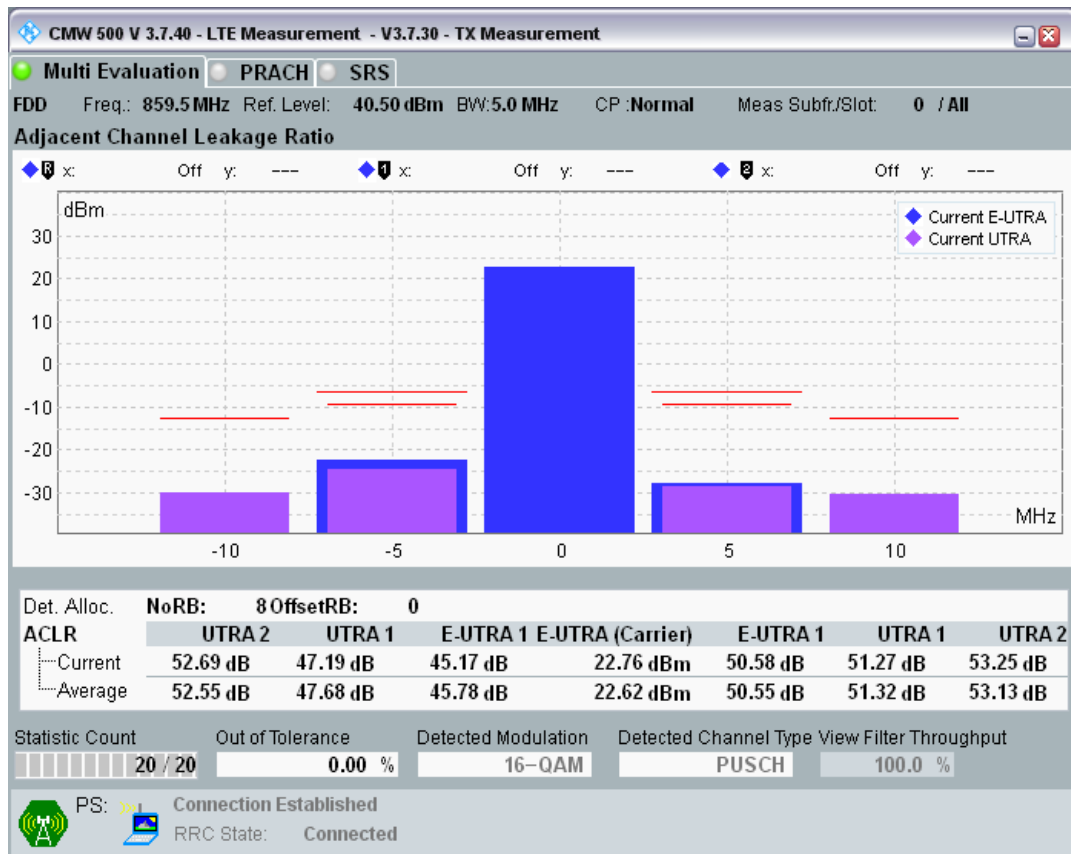 CMW 500 V 3.7.40 - LTE Measurement - V3.7.30 - TX Measurement
Multi Evaluation PRACH SRS
FDD Freq.: 859.5 MHz Ref. Level: 40.50 dBm BW:5.0 MHz CP :Normal Meas Subfr./Slot: 0 / All
Adjacent Channel Leakage Ratio
R x: Off y: --- 1 x: Off y: --- 2 x: Off y: ---
dBm
Current E-UTRA
Current UTRA
30
20
10
0
-10
-20
-30
MHz
-10 -5 0 5 10
Det. Alloc. NoRB: 8 OffsetRB: 0
ACLR UTRA 2 UTRA 1 E-UTRA 1 E-UTRA (Carrier) E-UTRA 1 UTRA 1 UTRA 2
Current 52.69 dB 47.19 dB 45.17 dB 22.76 dBm 50.58 dB 51.27 dB 53.25 dB
Average 52.55 dB 47.68 dB 45.78 dB 22.62 dBm 50.55 dB 51.32 dB 53.13 dB
Statistic Count Out of Tolerance Detected Modulation Detected Channel Type View Filter Throughput
20 / 20 0.00 % 16-QAM PUSCH 100.0 %
PS: Connection Established
RRC State: Connected